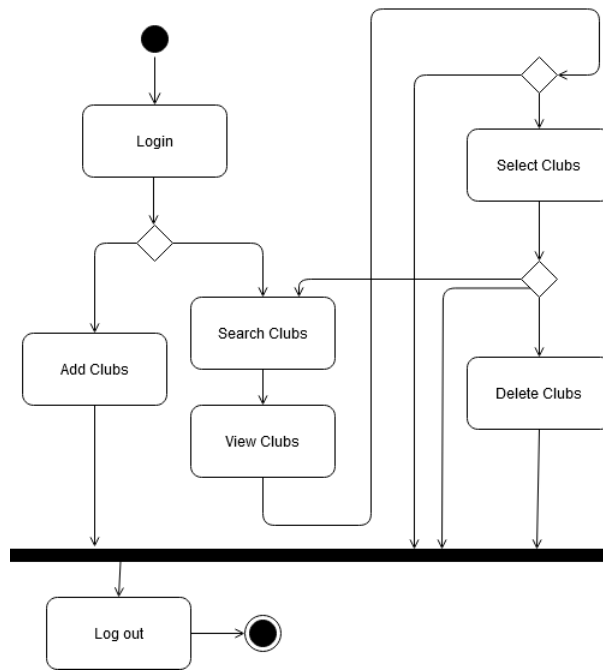 Login
Select Clubs
Search Clubs
Add Clubs
Delete Clubs
View Clubs
Log out